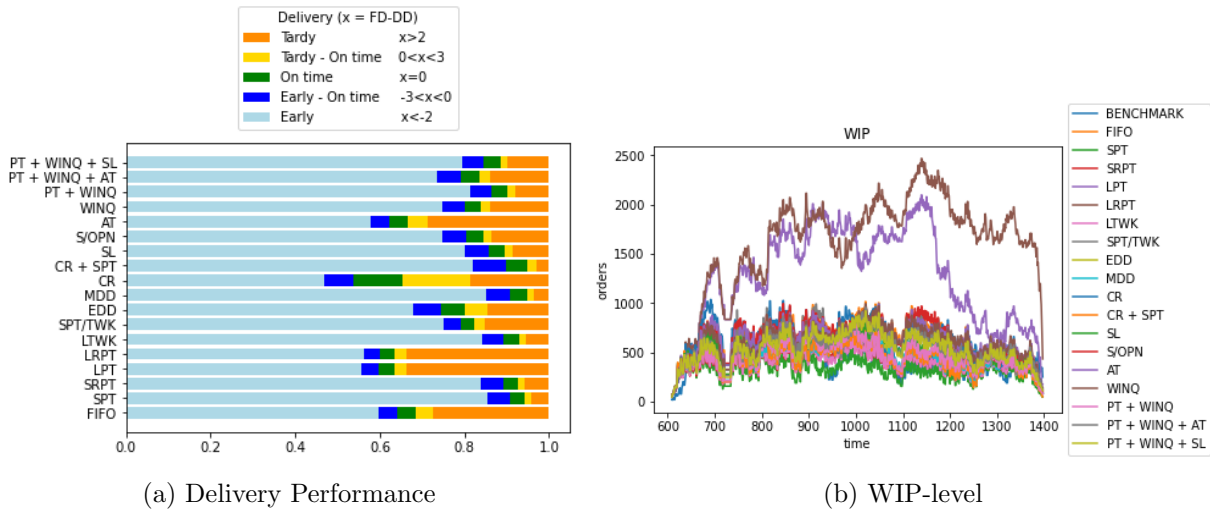 Delivery (x = FD-DD)
Tardy x>2
Tardy - On time 0<x<3
On time x=0
Early - On time -3<x<0
Early x<-2
PT + WINQ + SL
PT + WINQ + AT
PT + WINQ
WINQ
AT
S/OPN
SL
CR + SPT
CR
MDD
EDD
SPT/TWK
LTWK
LRPT
LPT
SRPT
SPT
FIFO
0.0 0.2 0.4 0.6 0.8 1.0
(a) Delivery Performance
WIP
orders
2500
2000
1500
1000
500
0
600 700 800 900 1000 1100 1200 1300 1400
time
BENCHMARK
FIFO
SPT
SRPT
LPT
LRPT
LTWK
SPT/TWK
EDD
MDD
CR
CR + SPT
SL
S/OPN
AT
WINQ
PT + WINQ
PT + WINQ + AT
PT + WINQ + SL
(b) WIP-level